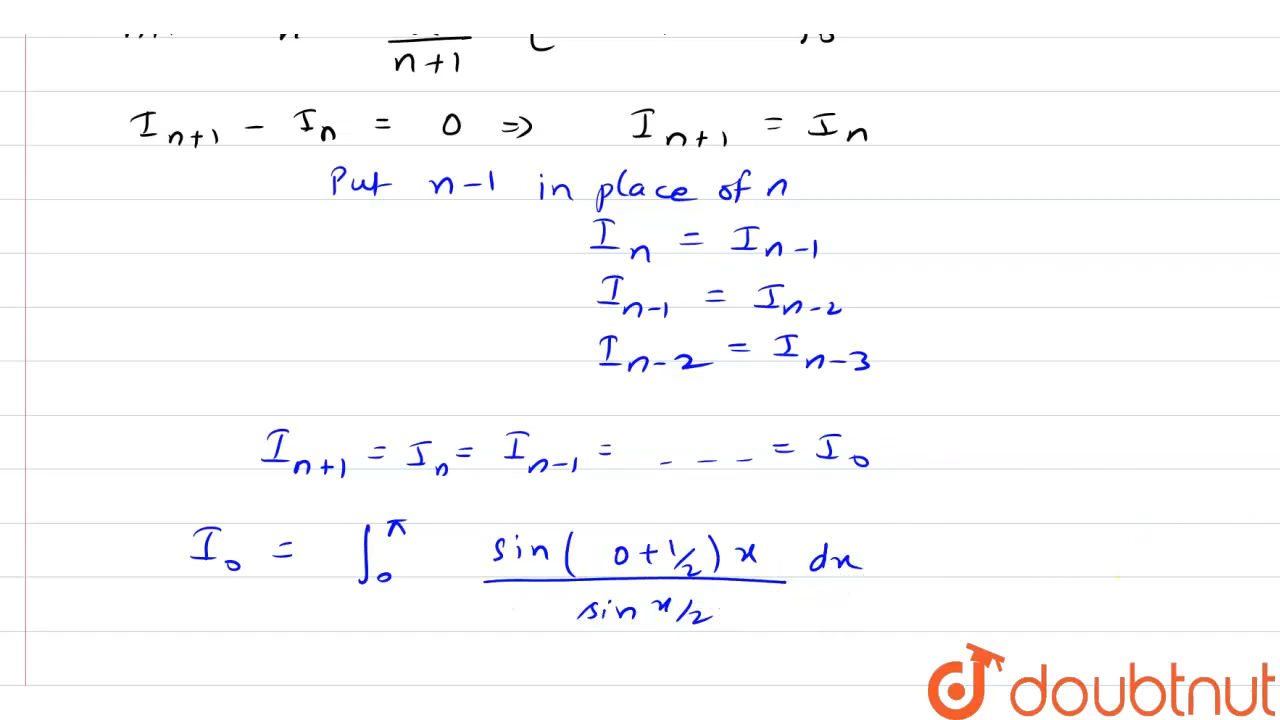 n+1
I_{n+1} - I_n = 0 ⇒ I_{n+1} = I_n
Put n-1 in place of n
I_n = I_{n-1}
I_{n-1} = I_{n-2}
I_{n-2} = I_{n-3}
I_{n+1} = I_n = I_{n-1} = - - - = I_0
I_0 = ∫_0^π sin(0+1/2)x / sin x/2 dx
doubtnut